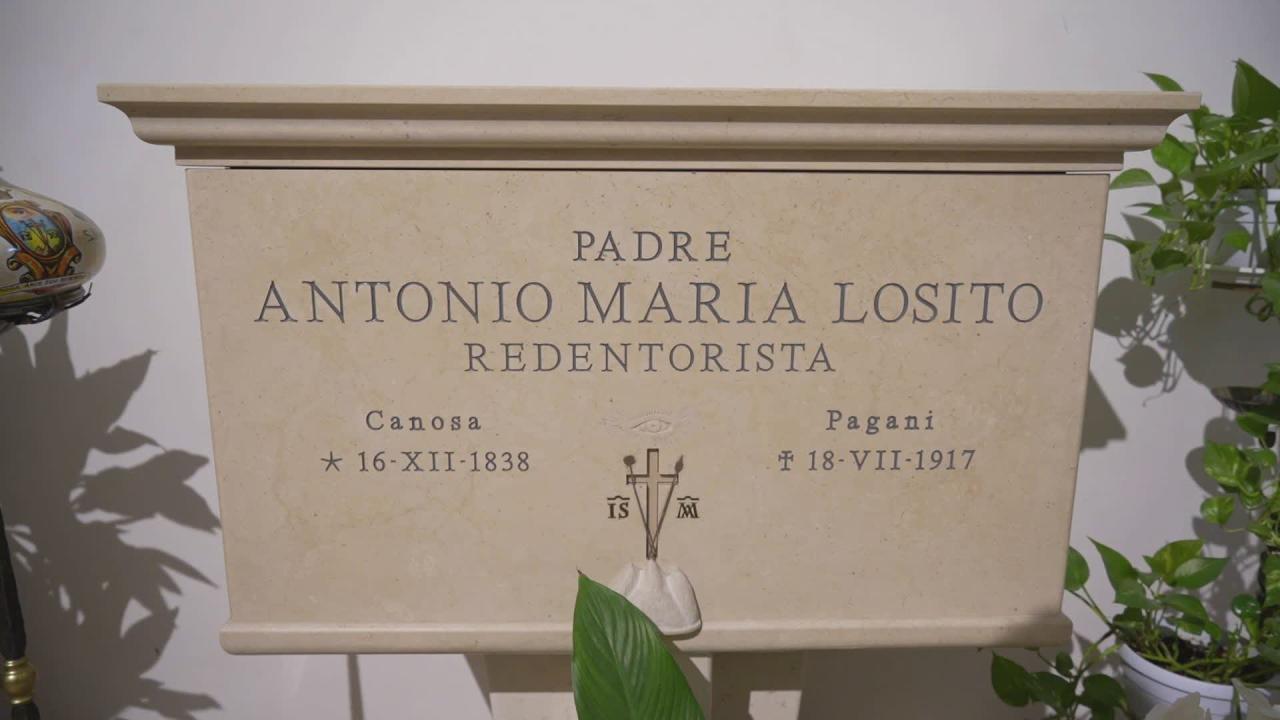 PADRE
ANTONIO MARIA LOSITO
REDENTORISTA
Canosa
★ 16-XII-1838
Pagani
✝ 18-VII-1917
IS